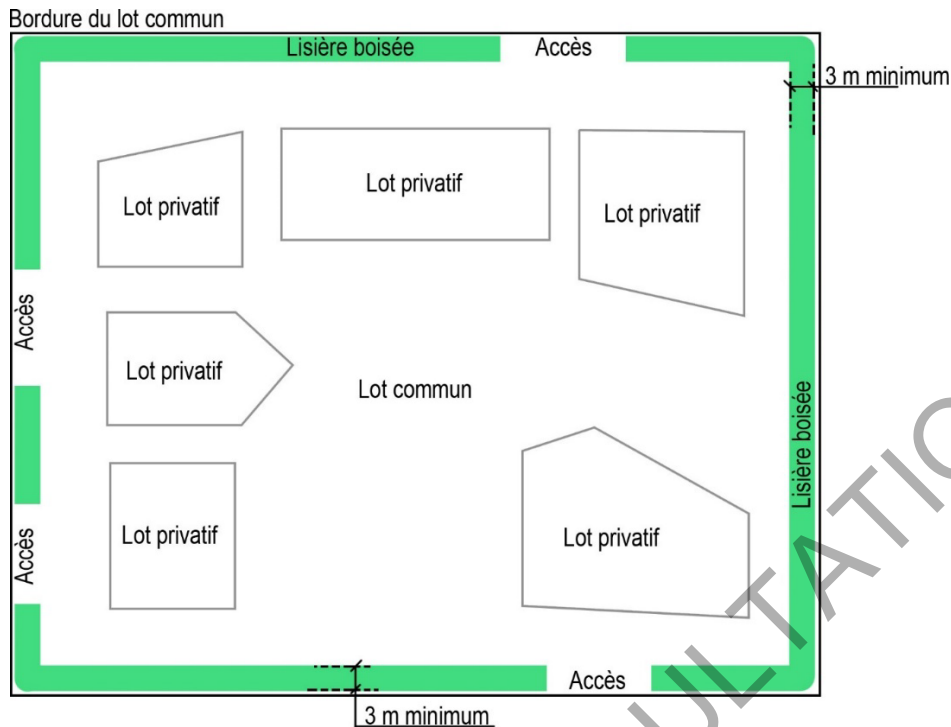 Bordure du lot commun
Lisière boisée
Accès
3 m minimum
Lot privatif
Lot privatif
Lot privatif
Accès
Lot privatif
Lot commun
Lisière boisée
Lot privatif
Lot privatif
Accès
Accès
3 m minimum